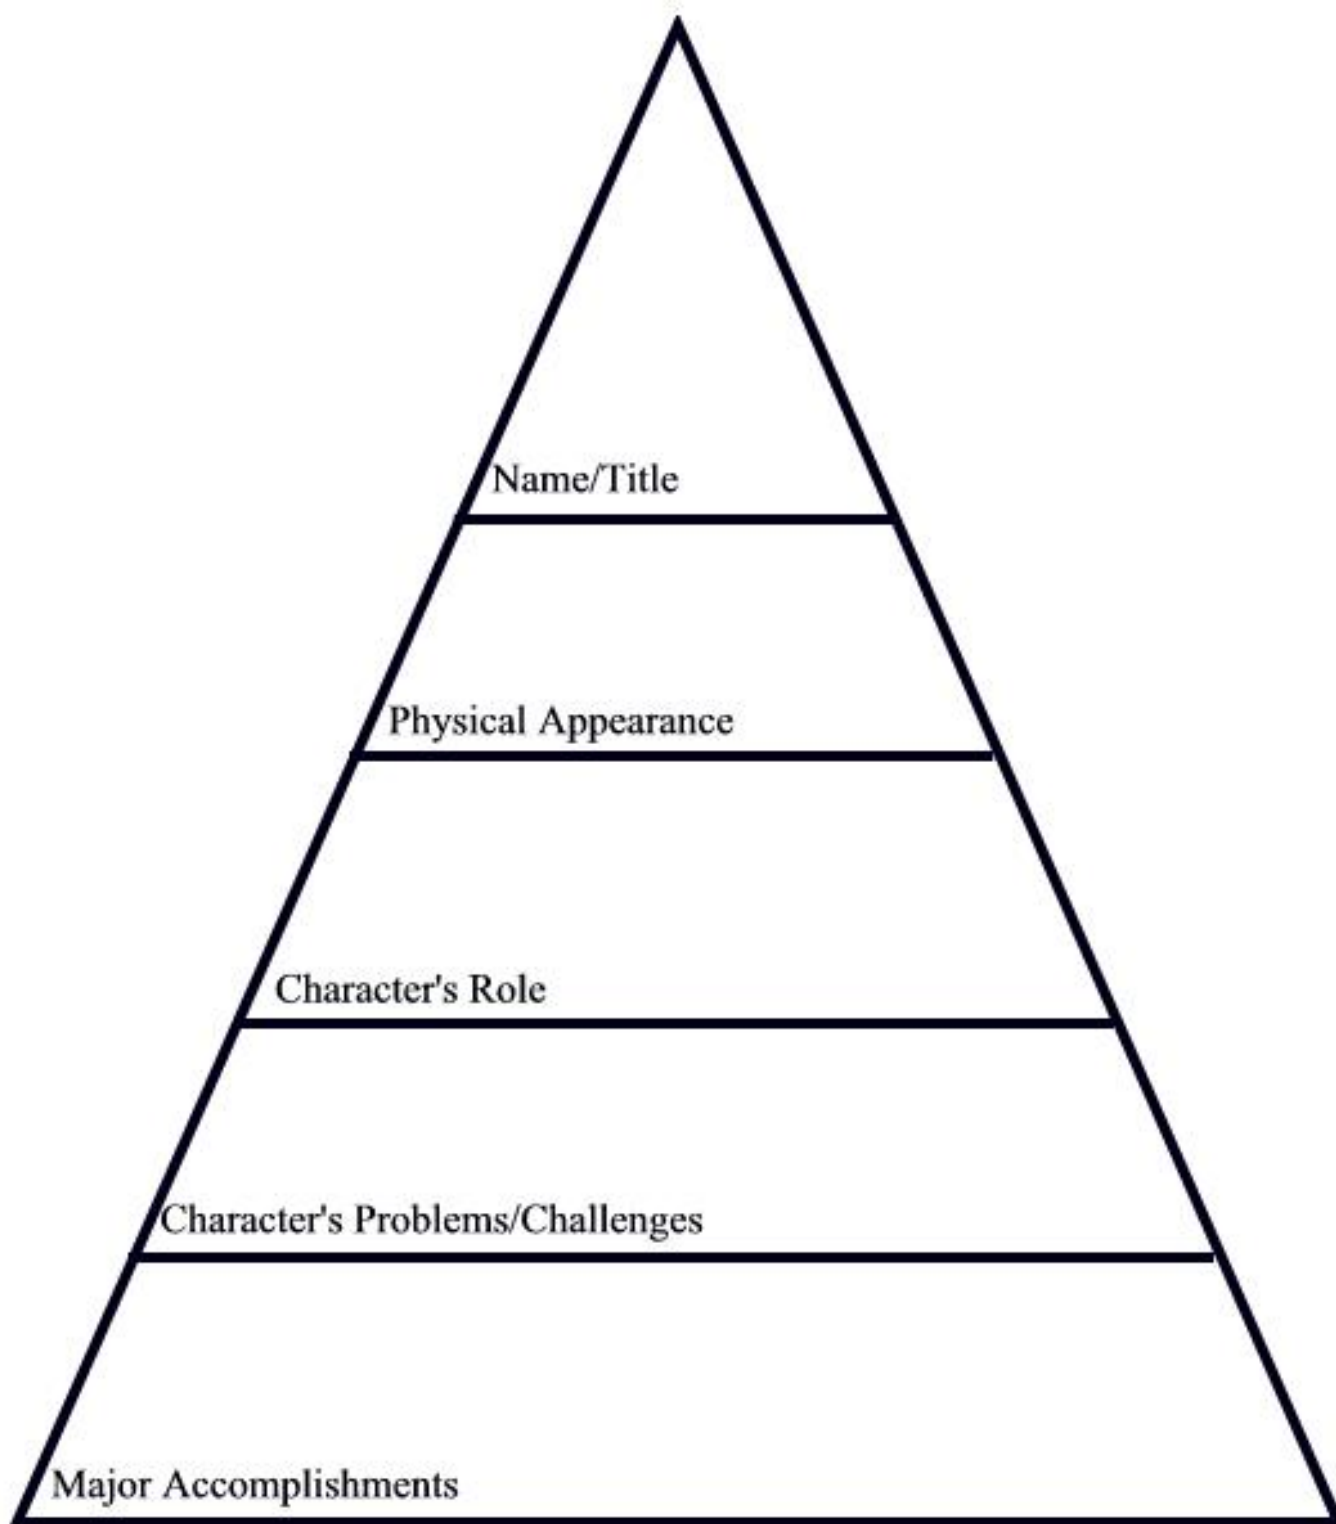 Name/Title
Physical Appearance
Character's Role
Character's Problems/Challenges
Major Accomplishments